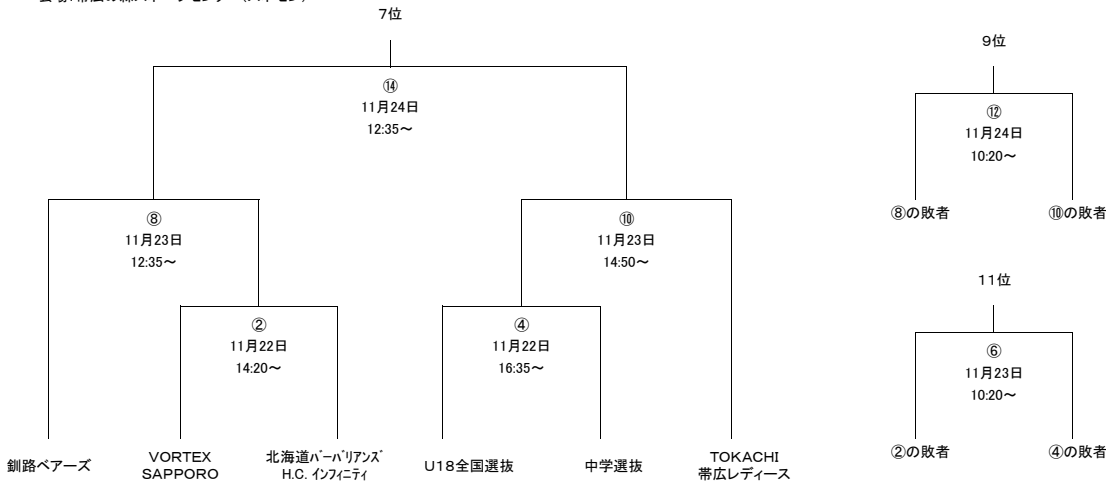 7位
⑭
11月24日
12:35～
⑧
11月23日
12:35～
⑩
11月23日
14:50～
②
11月22日
14:20～
④
11月22日
16:35～
釧路ベアーズ
VORTEX
SAPPORO
北海道バーバリアンズ
H.C. インフィニティ
U18全国選抜
中学選抜
TOKACHI
帯広レディース
9位
⑫
11月24日
10:20～
⑧の敗者
⑩の敗者
11位
⑥
11月23日
10:20～
②の敗者
④の敗者